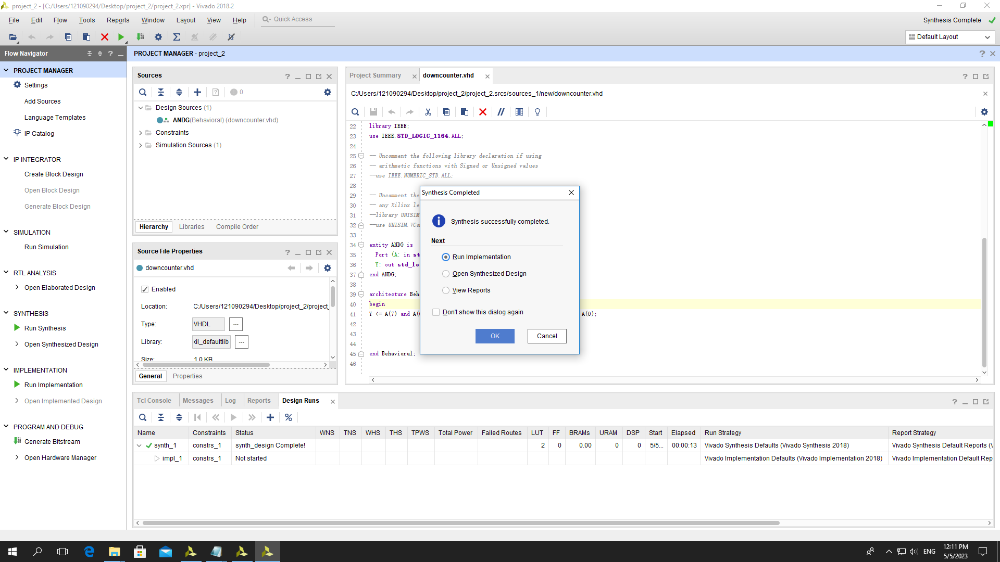 project_2 - [C:/Users/121090294/Desktop/project_2/project_2.xpr] - Vivado 2018.2
File Edit Flow Tools Reports Window Layout View Help Quick Access
Synthesis Complete
Default Layout
Flow Navigator
PROJECT MANAGER
Settings
Add Sources
Language Templates
IP Catalog
IP INTEGRATOR
Create Block Design
Open Block Design
Generate Block Design
SIMULATION
Run Simulation
RTL ANALYSIS
Open Elaborated Design
SYNTHESIS
Run Synthesis
Open Synthesized Design
IMPLEMENTATION
Run Implementation
Open Implemented Design
PROGRAM AND DEBUG
Generate Bitstream
Open Hardware Manager
PROJECT MANAGER - project_2
Sources
0
Design Sources (1)
ANDG(Behavioral) (downcounter.vhd)
Constraints
Simulation Sources (1)
Hierarchy Libraries Compile Order
Source File Properties
downcounter.vhd
Enabled
Location: C:/Users/121090294/Desktop/project_2/project_
Type: VHDL ...
Library: xil_defaultlib ...
Size: 1.0 KB
General Properties
Project Summary downcounter.vhd
C:/Users/121090294/Desktop/project_2/project_2.srcs/sources_1/new/downcounter.vhd
22 library IEEE;
23 use IEEE.STD_LOGIC_1164.ALL;
24
25 -- Uncomment the following library declaration if using
26 -- arithmetic functions with Signed or Unsigned values
27 --use IEEE.NUMERIC_STD.ALL;
28
29 -- Uncomment the
30 -- any Xilinx le
31 --library UNISIM
32 --use UNISIM.VCo
33
34 entity ANDG is
35 Port (A: in st
36 Y: out std_lo
37 end ANDG;
38
39 architecture Beh
40 begin
41 Y <= A(7) and A( A(0);
42
43
44
45 end Behavioral;
46
Synthesis Completed
Synthesis successfully completed.
Next
Run Implementation
Open Synthesized Design
View Reports
Don't show this dialog again
OK Cancel
Tcl Console Messages Log Reports Design Runs
Name Constraints Status WNS TNS WHS THS TPWS Total Power Failed Routes LUT FF BRAMs URAM DSP Start Elapsed Run Strategy Report Strategy
synth_1 constrs_1 synth_design Complete! 2 0 0.00 0 0 5/5... 00:00:13 Vivado Synthesis Defaults (Vivado Synthesis 2018) Vivado Synthesis Default Reports (V
impl_1 constrs_1 Not started Vivado Implementation Defaults (Vivado Implementation 2018) Vivado Implementation Default Rep
ENG
12:11 PM
5/5/2023